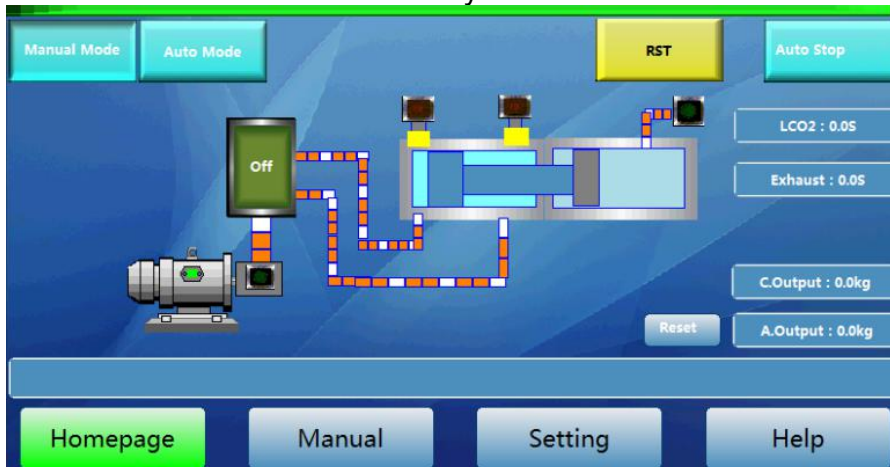 Manual Mode
Auto Mode
RST
Auto Stop
Off
LCO2 : 0.0S
Exhaust : 0.0S
C.Output : 0.0kg
Reset
A.Output : 0.0kg
Homepage
Manual
Setting
Help